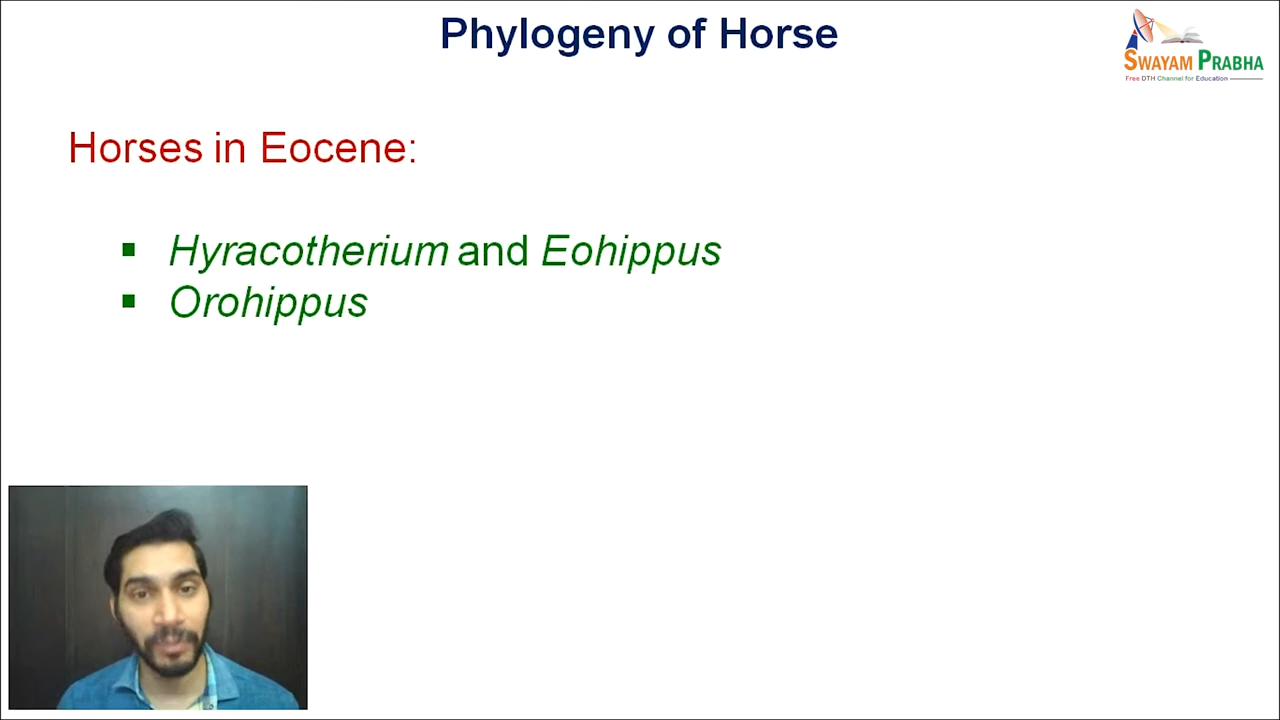 Phylogeny of Horse
SWAYAM PRABHA
Free DTH Channel for Education
Horses in Eocene:
▪ Hyracotherium and Eohippus
▪ Orohippus